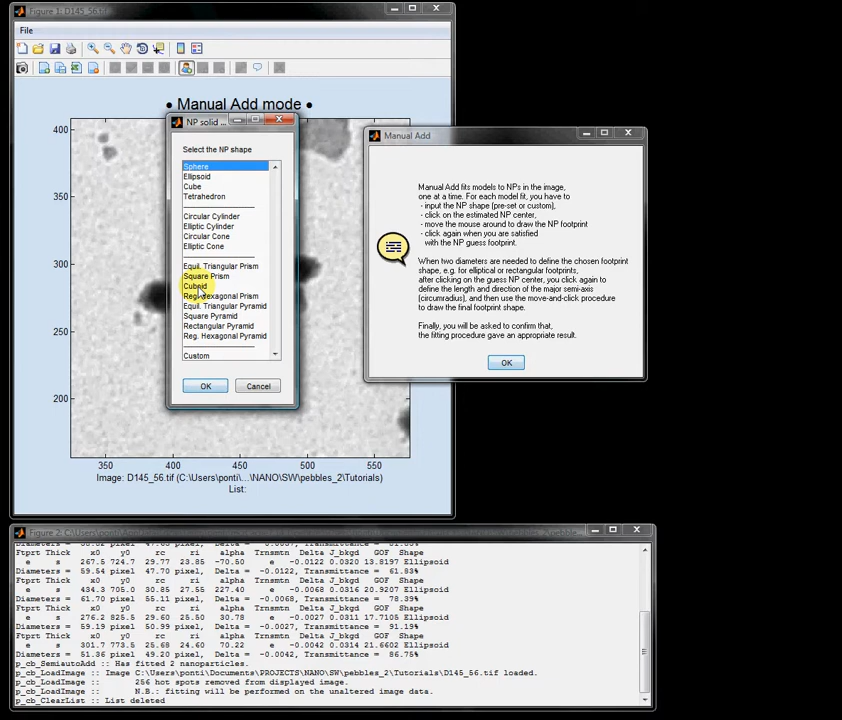 Figure 1: D145_56.tif
File
• Manual Add mode •
400
350
300
250
200
350
400
450
500
550
Image: D145_56.tif (C:\Users\ponti\...\NANO\SW\pebbles_2\Tutorials)
List:
NP solid ...
Select the NP shape
Sphere
Ellipsoid
Cube
Tetrahedron
Circular Cylinder
Elliptic Cylinder
Circular Cone
Elliptic Cone
Equil. Triangular Prism
Square Prism
Cuboid
Reg. Hexagonal Prism
Equil. Triangular Pyramid
Square Pyramid
Rectangular Pyramid
Reg. Hexagonal Pyramid
Custom
OK
Cancel
Manual Add
Manual Add fits models to NPs in the image,
one at a time. For each model fit, you have to
- input the NP shape (pre-set or custom),
- click on the estimated NP center,
- move the mouse around to draw the NP footprint
- click again when you are satisfied
with the NP guess footprint.
When two diameters are needed to define the chosen footprint
shape, e.g. for elliptical or rectangular footprints,
after clicking on the guess NP center, you click again to
define the length and direction of the major semi-axis
(circumradius), and then use the move-and-click procedure
to draw the final footprint shape.
Finally, you will be asked to confirm that,
the fitting procedure gave an appropriate result.
OK
Figure 2: C:\Users\ponti\
Ftprt Thick x0 y0 rc ri alpha Trnsmtn Delta J_bkgd GOF Shape
e s 267.5 724.7 29.77 23.85 -70.50 e -0.0122 0.0320 13.8197 Ellipsoid
Diameters = 59.54 pixel, 47.70 pixel, Delta = -0.0122, Transmittance = 61.83%
Ftprt Thick x0 y0 rc ri alpha Trnsmtn Delta J_bkgd GOF Shape
e s 434.3 705.0 30.85 27.55 227.40 e -0.0068 0.0316 20.9207 Ellipsoid
Diameters = 61.70 pixel, 55.11 pixel, Delta = -0.0068, Transmittance = 78.39%
Ftprt Thick x0 y0 rc ri alpha Trnsmtn Delta J_bkgd GOF Shape
e s 276.2 825.5 29.60 25.50 30.78 e -0.0027 0.0311 17.7105 Ellipsoid
Diameters = 59.19 pixel, 50.99 pixel, Delta = -0.0027, Transmittance = 91.19%
Ftprt Thick x0 y0 rc ri alpha Trnsmtn Delta J_bkgd GOF Shape
e s 301.7 773.5 25.68 24.60 70.22 e -0.0042 0.0314 21.6602 Ellipsoid
Diameters = 51.36 pixel, 49.20 pixel, Delta = -0.0042, Transmittance = 86.75%
p_cb_SemiautoAdd :: Has fitted 2 nanoparticles.
p_cb_LoadImage :: Image C:\Users\ponti\Documents\PROJECTS\NANO\SW\pebbles_2\Tutorials\D145_56.tif loaded.
p_cb_LoadImage :: 256 hot spots removed from displayed image.
p_cb_LoadImage :: N.B.: fitting will be performed on the unaltered image data.
p_cb_ClearList :: List deleted